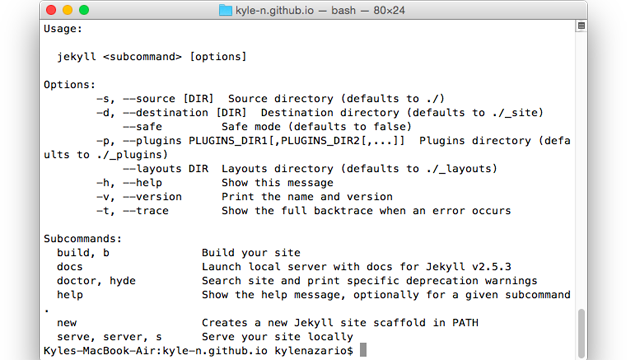 kyle-n.github.io — bash — 80×24
Usage:
jekyll <subcommand> [options]
Options:
-s, --source [DIR]  Source directory (defaults to ./)
-d, --destination [DIR]  Destination directory (defaults to ./_site)
--safe         Safe mode (defaults to false)
-p, --plugins PLUGINS_DIR1[,PLUGINS_DIR2[,...]]  Plugins directory (defa
ults to ./_plugins)
--layouts DIR  Layouts directory (defaults to ./_layouts)
-h, --help         Show this message
-v, --version      Print the name and version
-t, --trace        Show the full backtrace when an error occurs
Subcommands:
build, b              Build your site
docs                  Launch local server with docs for Jekyll v2.5.3
doctor, hyde          Search site and print specific deprecation warnings
help                  Show the help message, optionally for a given subcommand
.
new                   Creates a new Jekyll site scaffold in PATH
serve, server, s      Serve your site locally
Kyles-MacBook-Air:kyle-n.github.io kylenazario$